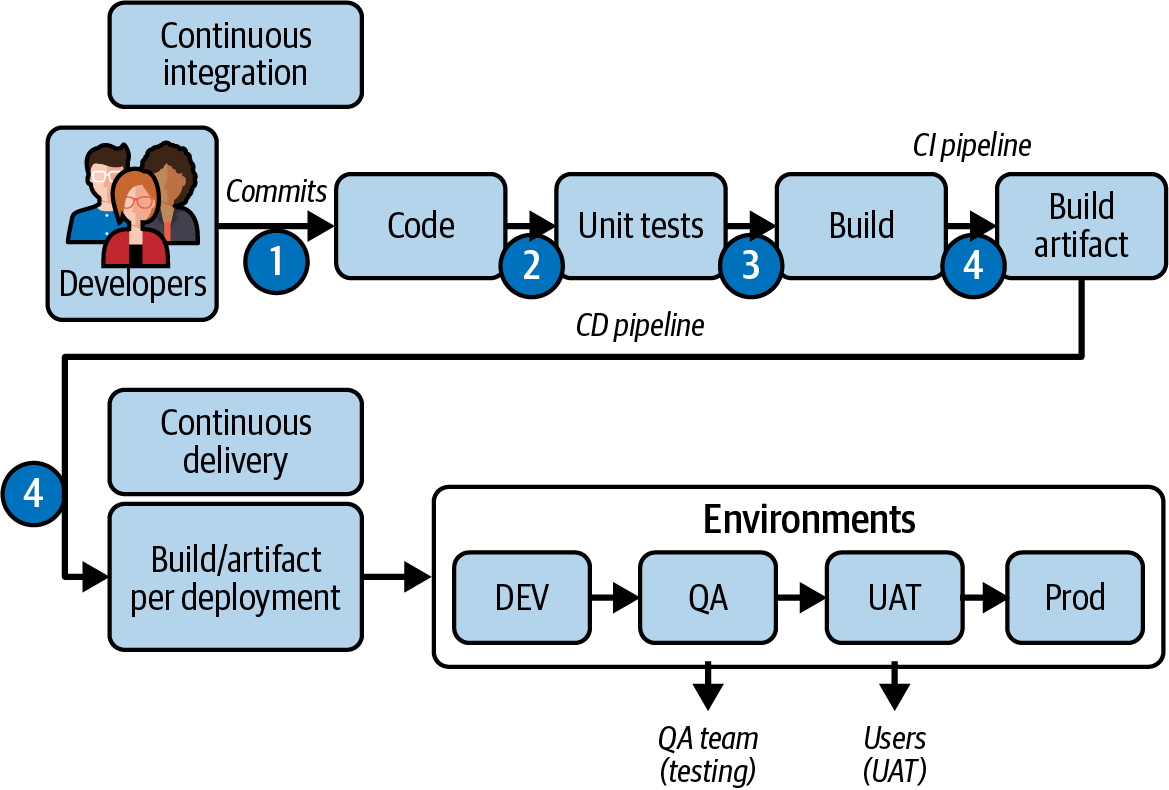 Continuous
integration
Developers
Commits
1
Code
2
Unit tests
3
Build
CI pipeline
4
Build
artifact
CD pipeline
4
Continuous
delivery
Build/artifact
per deployment
Environments
DEV
QA
UAT
Prod
QA team
(testing)
Users
(UAT)